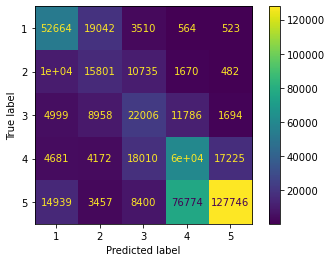 1 52664 19042 3510 564 523
2 1e+04 15801 10735 1670 482
3 4999 8958 22006 11786 1694
4 4681 4172 18010 6e+04 17225
5 14939 3457 8400 76774 127746
1 2 3 4 5
Predicted label
True label
120000
100000
80000
60000
40000
20000